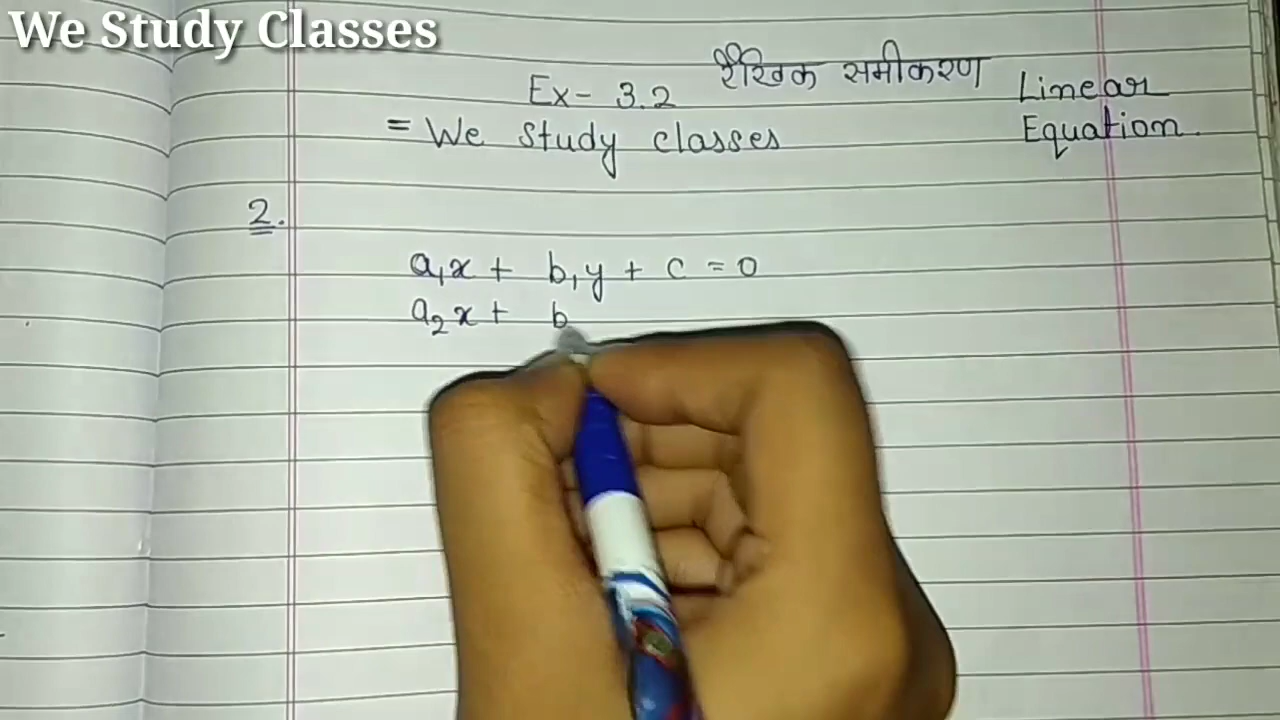 We Study Classes
Ex- 3.2 रैखिक समीकरण Linear Equation.
= We Study classes
2.
a₁x + b₁y + c = 0
a₂x + b